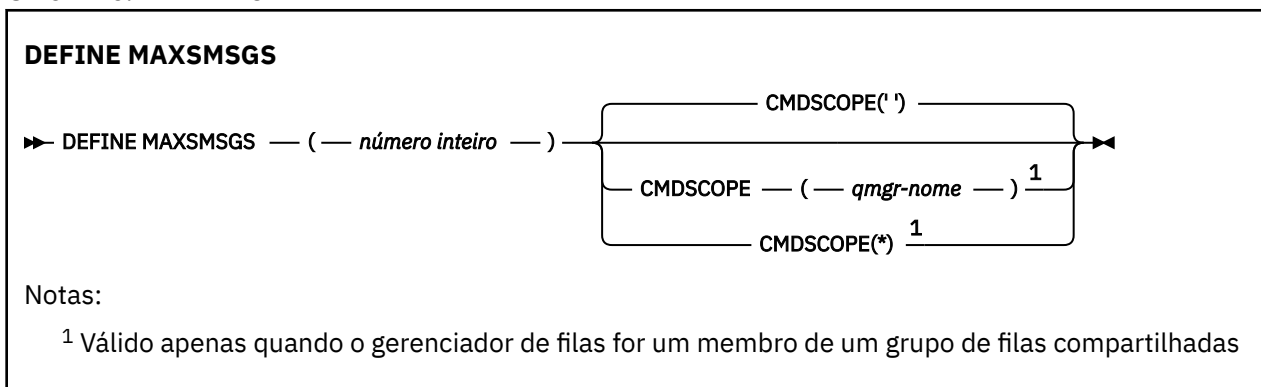 DEFINE MAXSMSGS
CMDSCOPE(' ')
DEFINE MAXSMSGS ( número inteiro )
CMDSCOPE ( qmgr-nome ) 1
CMDSCOPE(*) 1
Notas:
1 Válido apenas quando o gerenciador de filas for um membro de um grupo de filas compartilhadas